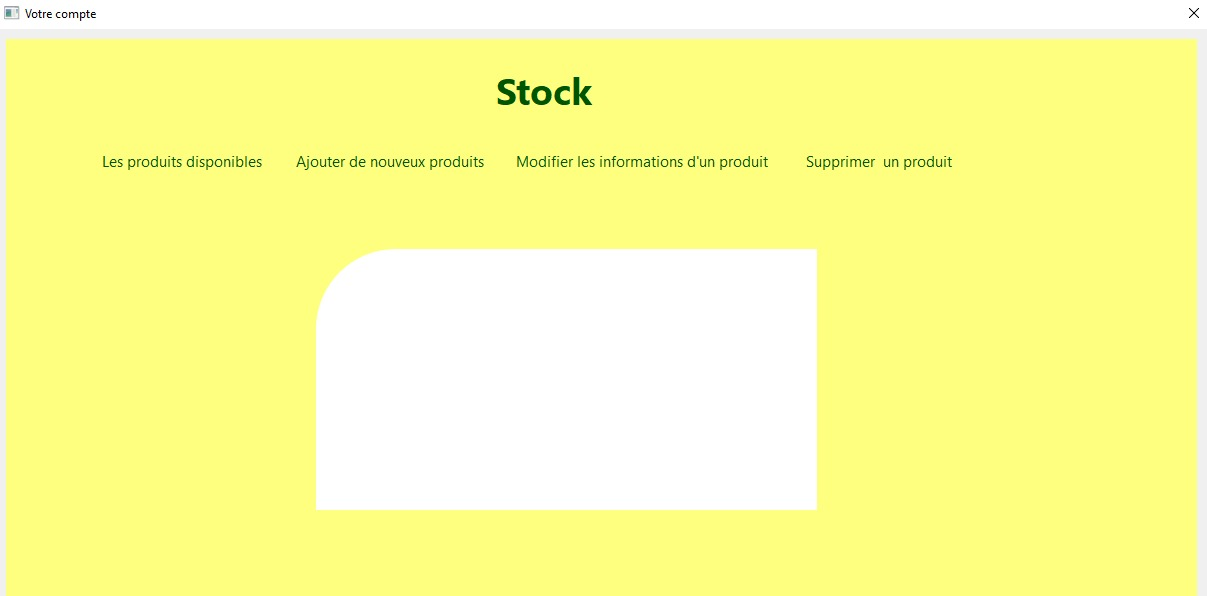 Votre compte
Stock
Les produits disponibles Ajouter de nouveux produits Modifier les informations d'un produit Supprimer  un produit